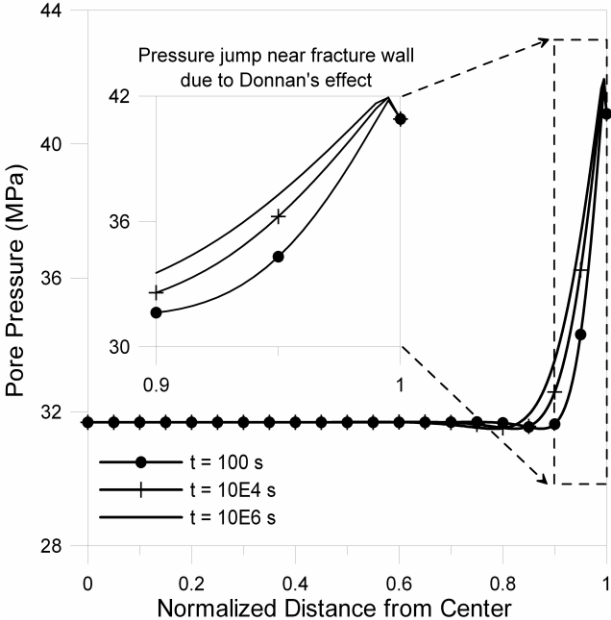 44
Pressure jump near fracture wall
due to Donnan's effect
42
40
36
36
30
0.9
1
32
t = 100 s
t = 10E4 s
t = 10E6 s
28
0
0.2
0.4
0.6
0.8
1
Normalized Distance from Center
Pore Pressure (MPa)